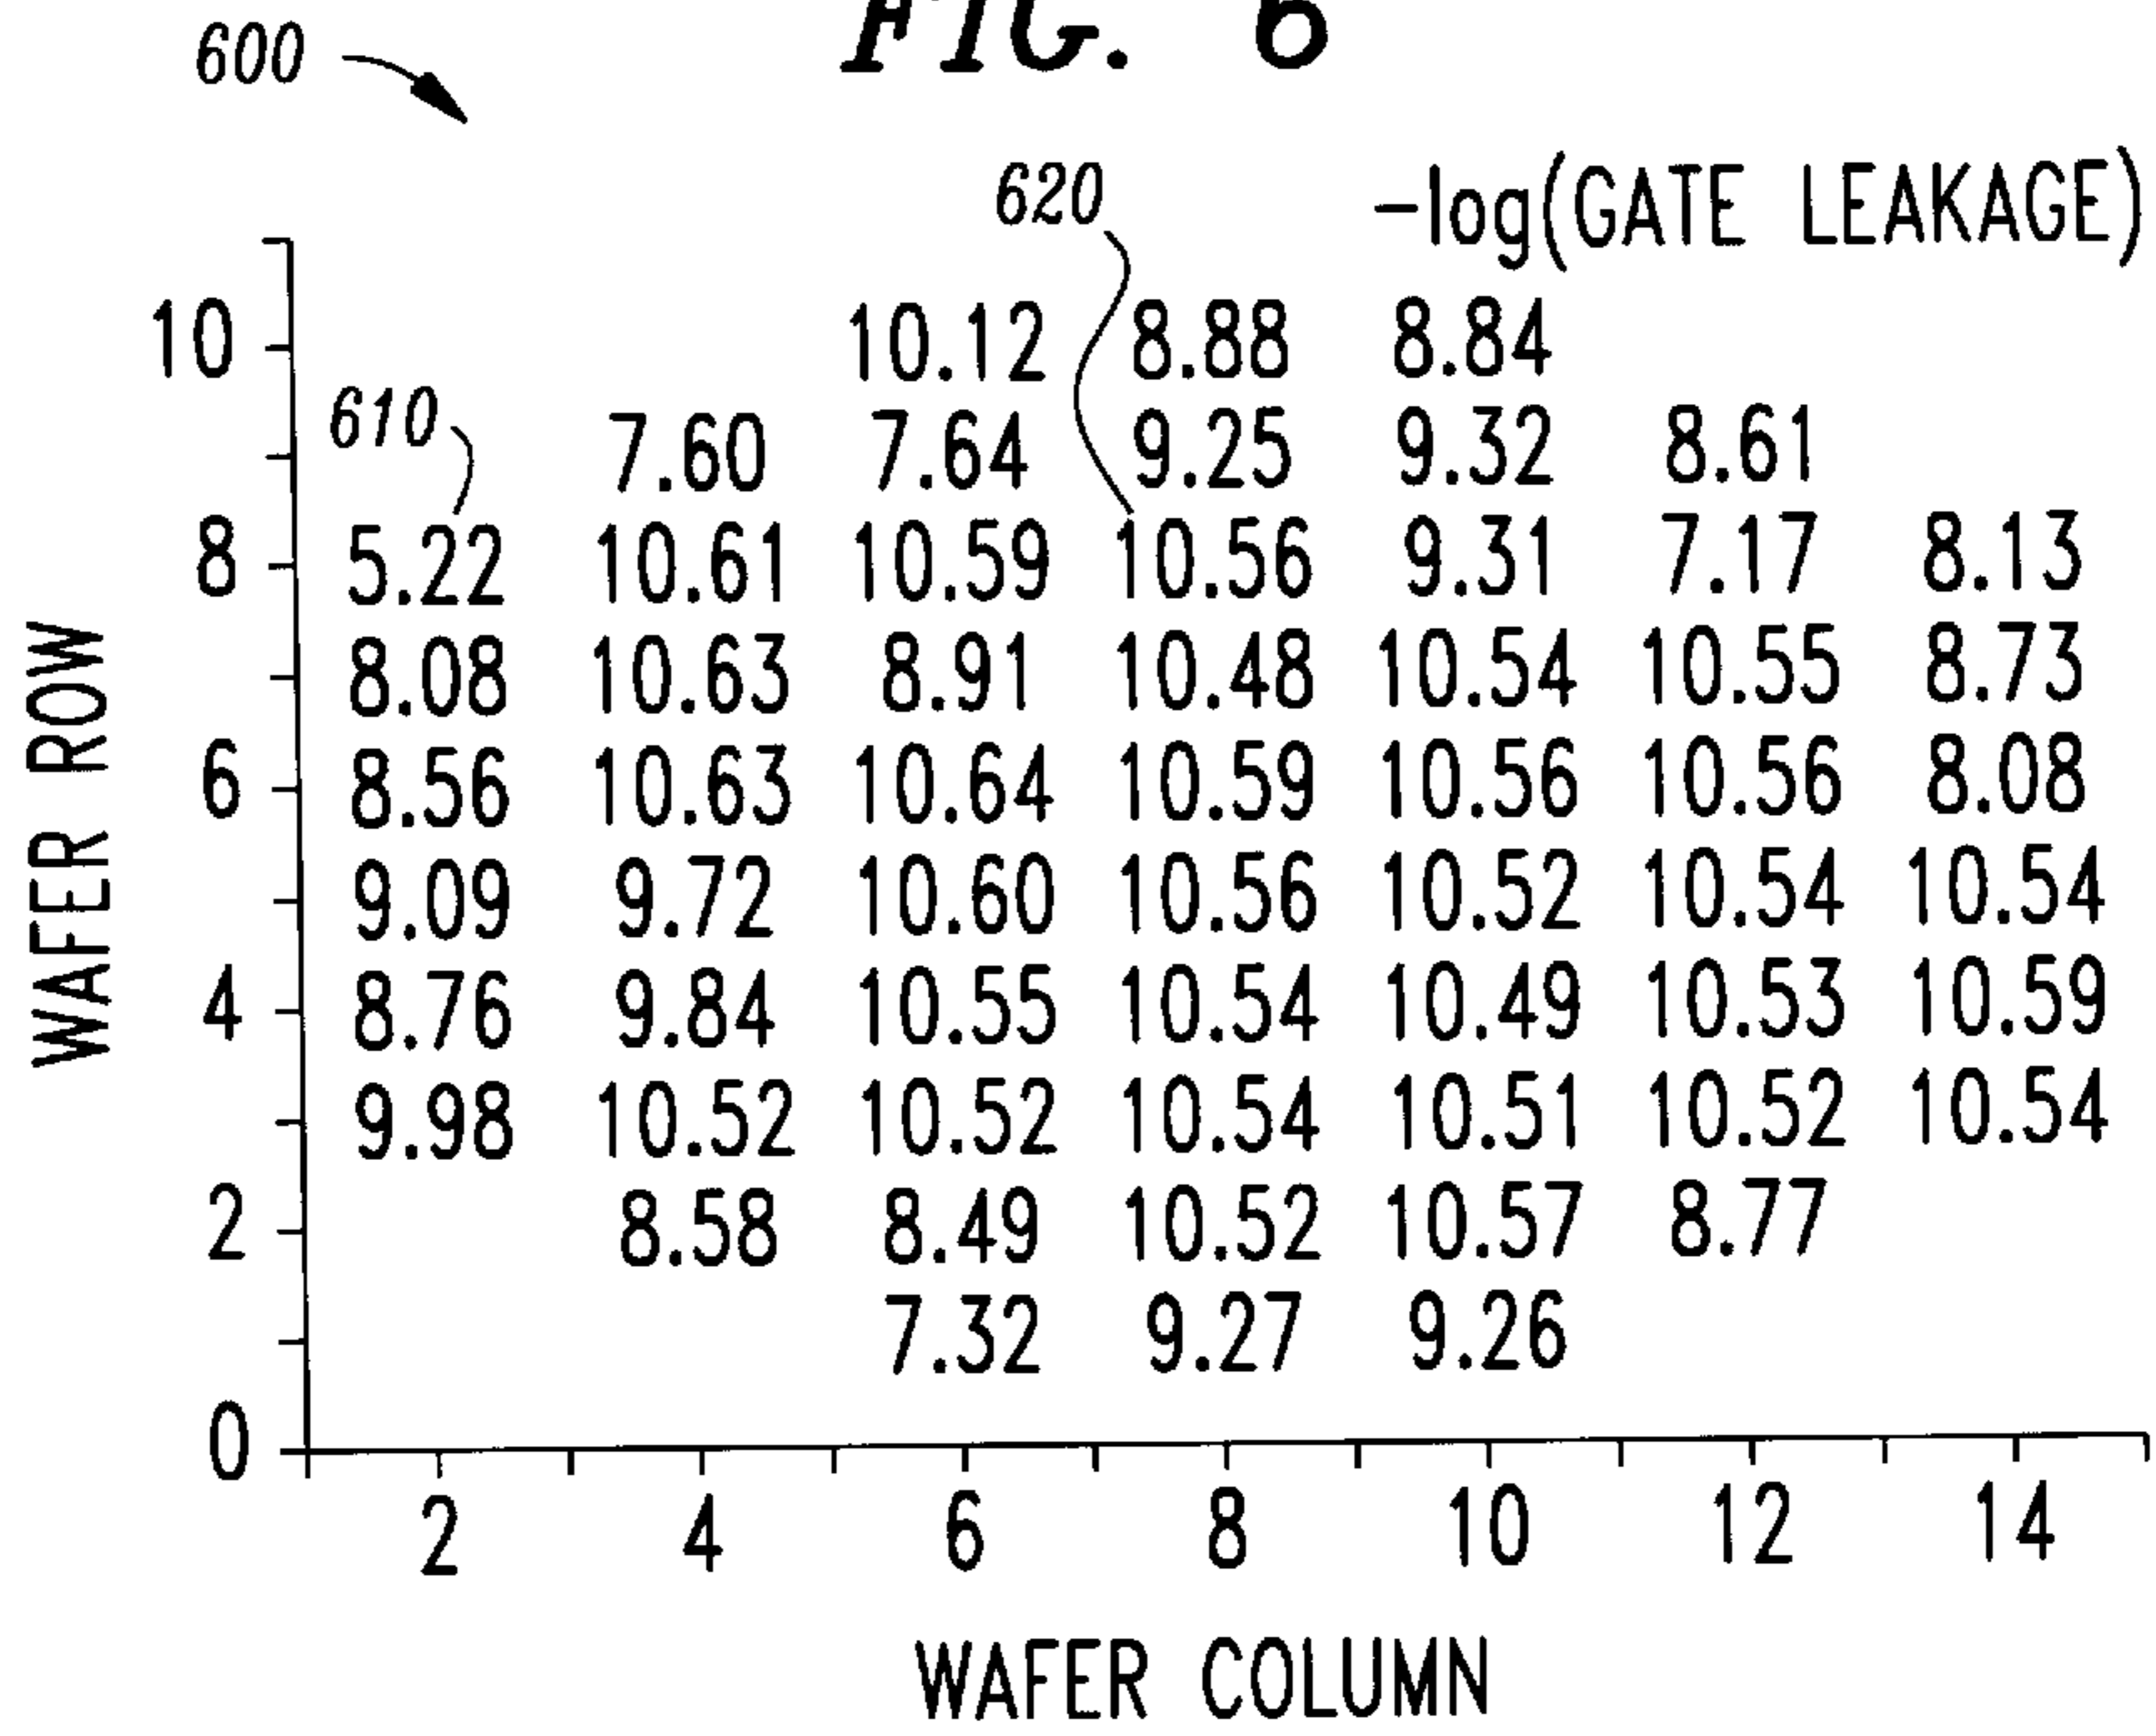 FIG. 6
600
620
-log(GATE LEAKAGE)
10 10.12 8.88 8.84
610
7.60 7.64 9.25 9.32 8.61
8 5.22 10.61 10.59 10.56 9.31 7.17 8.13
8.08 10.63 8.91 10.48 10.54 10.55 8.73
6 8.56 10.63 10.64 10.59 10.56 10.56 8.08
9.09 9.72 10.60 10.56 10.52 10.54 10.54
4 8.76 9.84 10.55 10.54 10.49 10.53 10.59
9.98 10.52 10.52 10.54 10.51 10.52 10.54
2 8.58 8.49 10.52 10.57 8.77
7.32 9.27 9.26
0
WAFER ROW
2 4 6 8 10 12 14
WAFER COLUMN